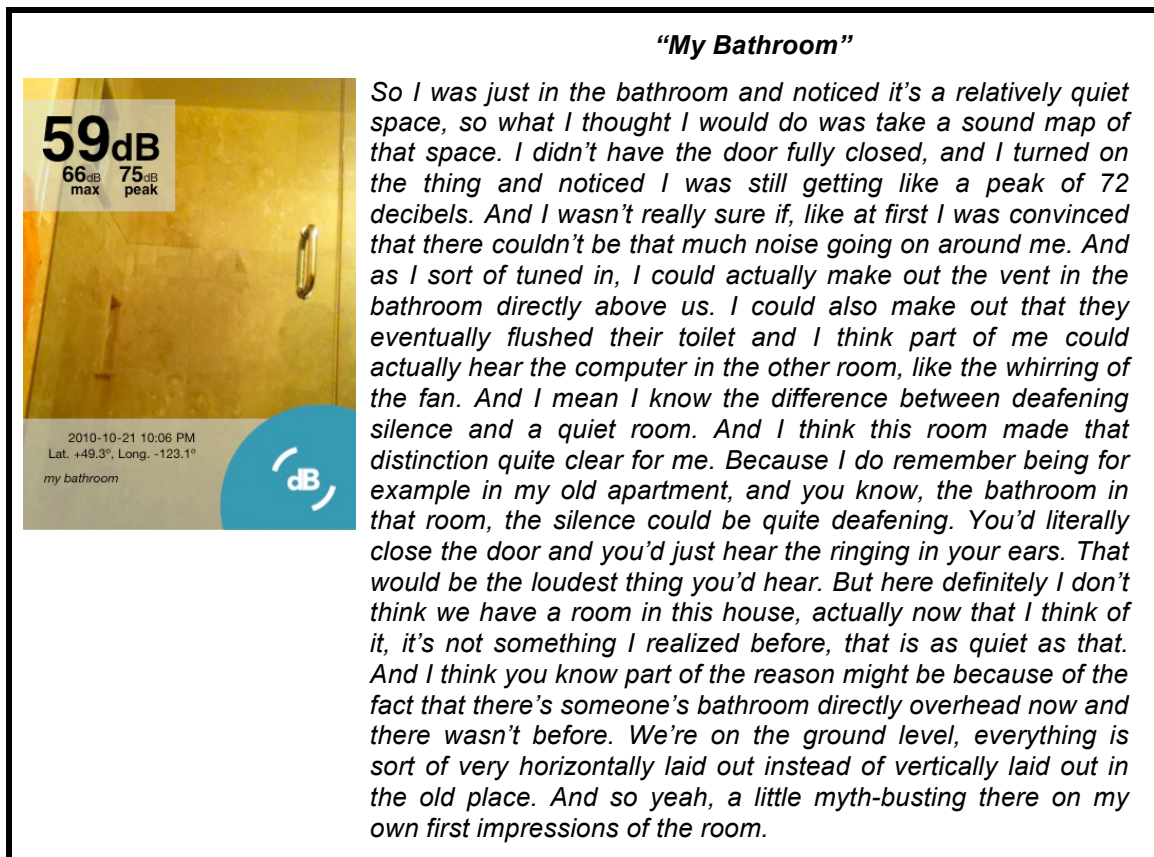 “My Bathroom”
59dB
66dB 75dB
max peak
2010-10-21 10:06 PM
Lat. +49.3º, Long. -123.1º
my bathroom
dB
So I was just in the bathroom and noticed it’s a relatively quiet
space, so what I thought I would do was take a sound map of
that space. I didn’t have the door fully closed, and I turned on
the thing and noticed I was still getting like a peak of 72
decibels. And I wasn’t really sure if, like at first I was convinced
that there couldn’t be that much noise going on around me. And
as I sort of tuned in, I could actually make out the vent in the
bathroom directly above us. I could also make out that they
eventually flushed their toilet and I think part of me could
actually hear the computer in the other room, like the whirring of
the fan. And I mean I know the difference between deafening
silence and a quiet room. And I think this room made that
distinction quite clear for me. Because I do remember being for
example in my old apartment, and you know, the bathroom in
that room, the silence could be quite deafening. You’d literally
close the door and you’d just hear the ringing in your ears. That
would be the loudest thing you’d hear. But here definitely I don’t
think we have a room in this house, actually now that I think of
it, it’s not something I realized before, that is as quiet as that.
And I think you know part of the reason might be because of the
fact that there’s someone’s bathroom directly overhead now and
there wasn’t before. We’re on the ground level, everything is
sort of very horizontally laid out instead of vertically laid out in
the old place. And so yeah, a little myth-busting there on my
own first impressions of the room.